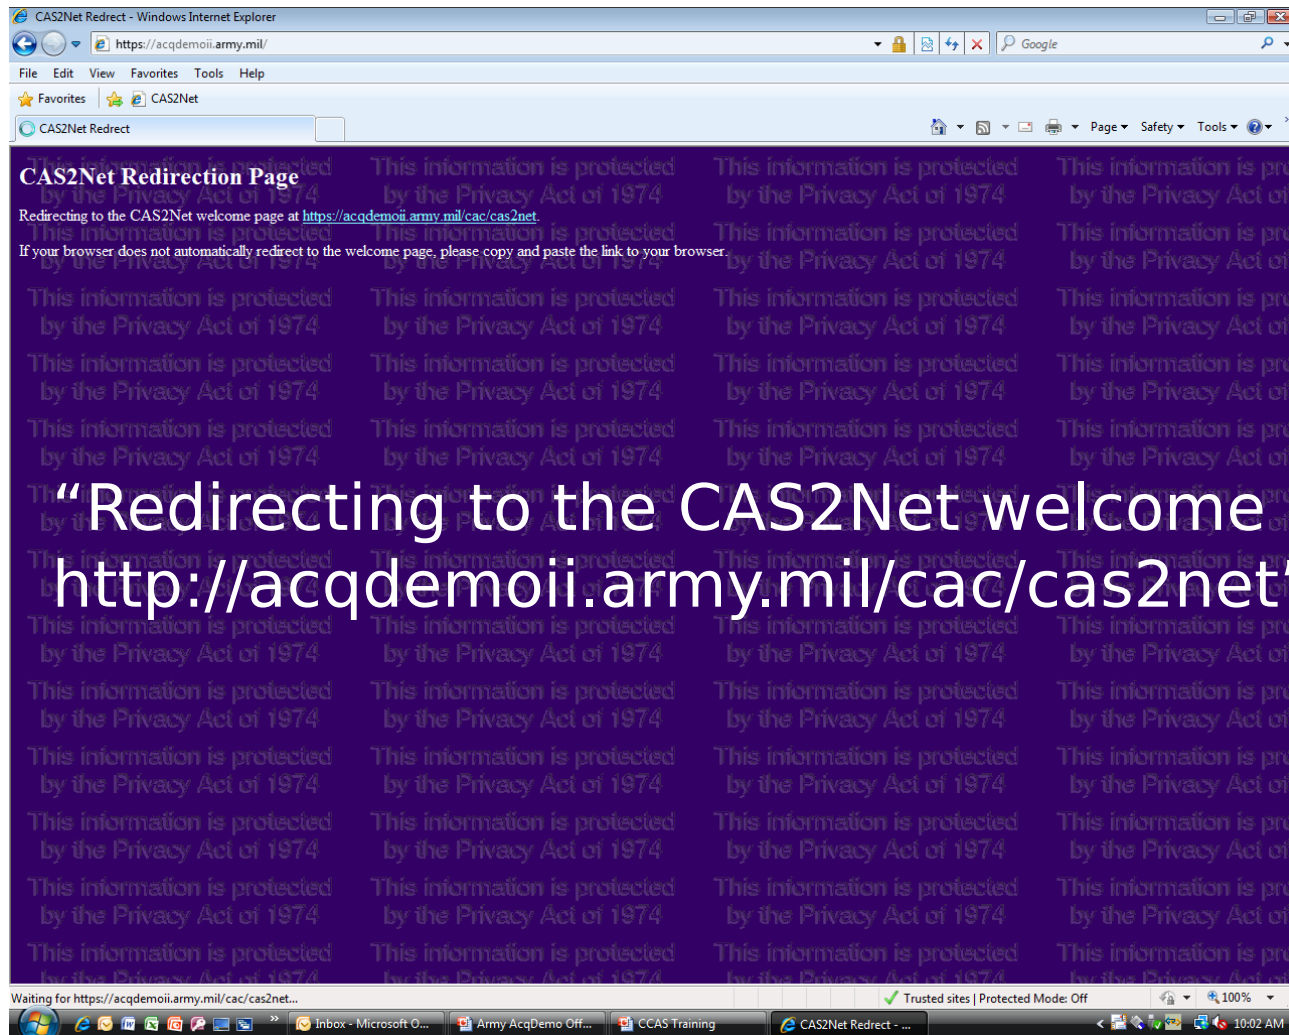 CAS2Net Redrect - Windows Internet Explorer
https://acqdemoii.army.mil/
Google
File Edit View Favorites Tools Help
Favorites CAS2Net
CAS2Net Redrect
Page Safety Tools
CAS2Net Redirection Page
Redirecting to the CAS2Net welcome page at https://acqdemoii.army.mil/cac/cas2net.
If your browser does not automatically redirect to the welcome page, please copy and paste the link to your browser.
This information is protected
by the Privacy Act of 1974
“Redirecting to the CAS2Net welcome
http://acqdemoii.army.mil/cac/cas2net”
Waiting for https://acqdemoii.army.mil/cac/cas2net...
Trusted sites | Protected Mode: Off
100%
Inbox - Microsoft O...
Army AcqDemo Off...
CCAS Training
CAS2Net Redrect - ...
10:02 AM